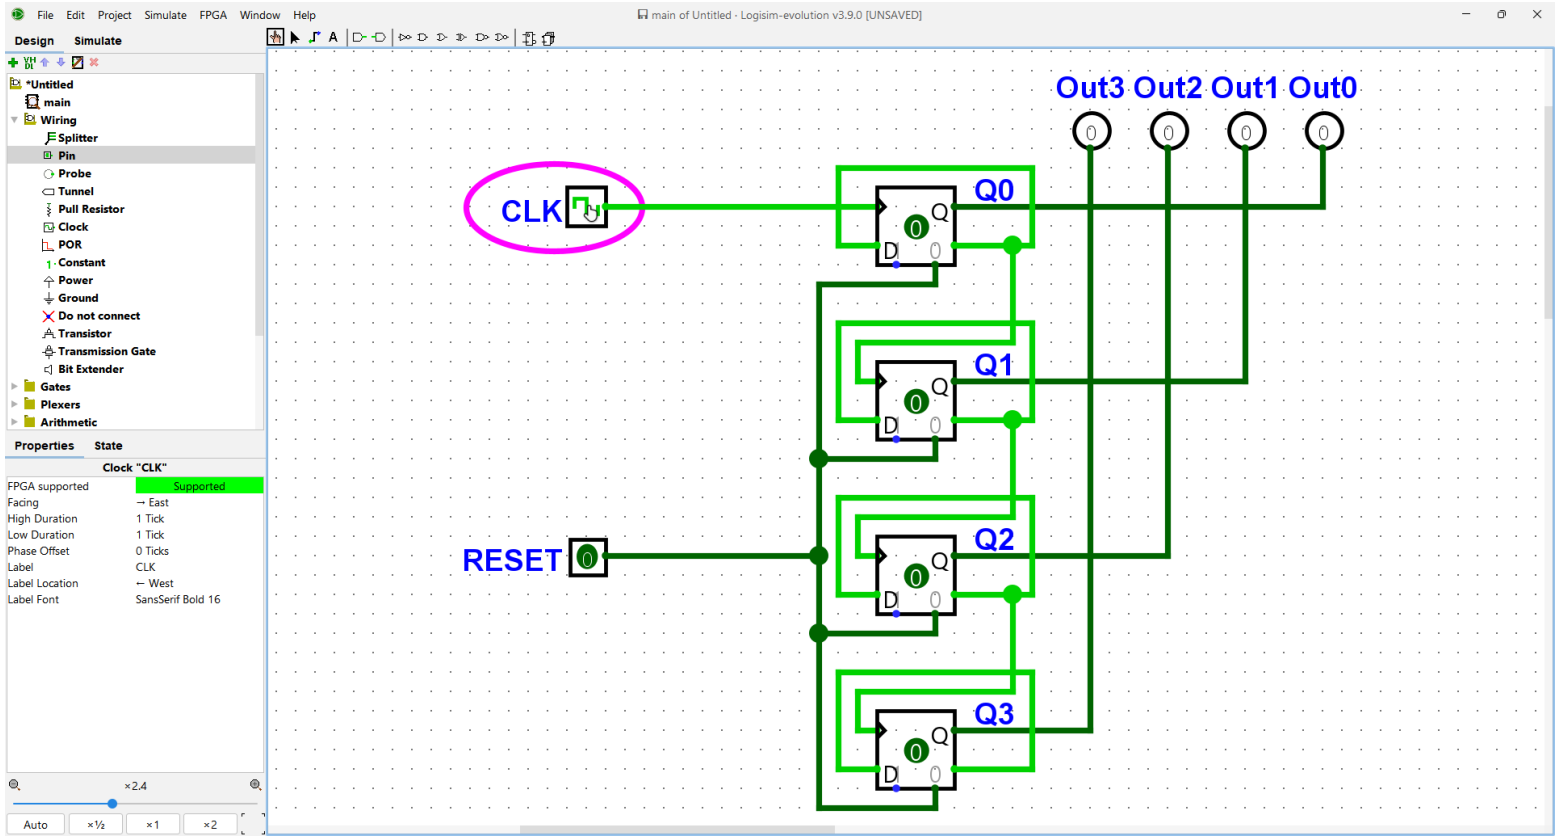 File Edit Project Simulate FPGA Window Help
main of Untitled · Logisim-evolution v3.9.0 [UNSAVED]
Design Simulate
A
VH
DL
*Untitled
main
Wiring
Splitter
Pin
Probe
Tunnel
Pull Resistor
Clock
POR
1 Constant
Power
Ground
Do not connect
Transistor
Transmission Gate
Bit Extender
Gates
Plexers
Arithmetic
Properties State
Clock "CLK"
FPGA supported Supported
Facing → East
High Duration 1 Tick
Low Duration 1 Tick
Phase Offset 0 Ticks
Label CLK
Label Location ← West
Label Font SansSerif Bold 16
×2.4
Auto ×½ ×1 ×2
Out3 Out2 Out1 Out0
0 0 0 0
CLK
Q0
Q
0
D 0
Q1
Q
0
D 0
RESET 0
Q2
Q
0
D 0
Q3
Q
0
D 0